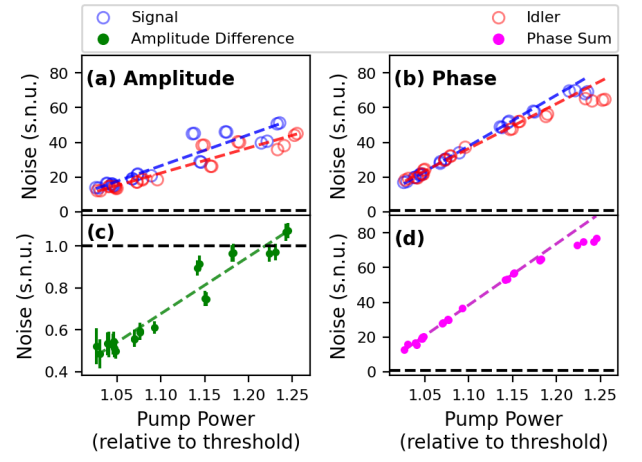 Signal
Idler
Amplitude Difference
Phase Sum
(a) Amplitude
(b) Phase
80
60
40
20
0
Noise (s.n.u.)
80
60
40
20
0
Noise (s.n.u.)
(c)
(d)
1.0
0.8
0.6
0.4
Noise (s.n.u.)
80
60
40
20
0
Noise (s.n.u.)
1.05 1.10 1.15 1.20 1.25
1.05 1.10 1.15 1.20 1.25
Pump Power
(relative to threshold)
Pump Power
(relative to threshold)